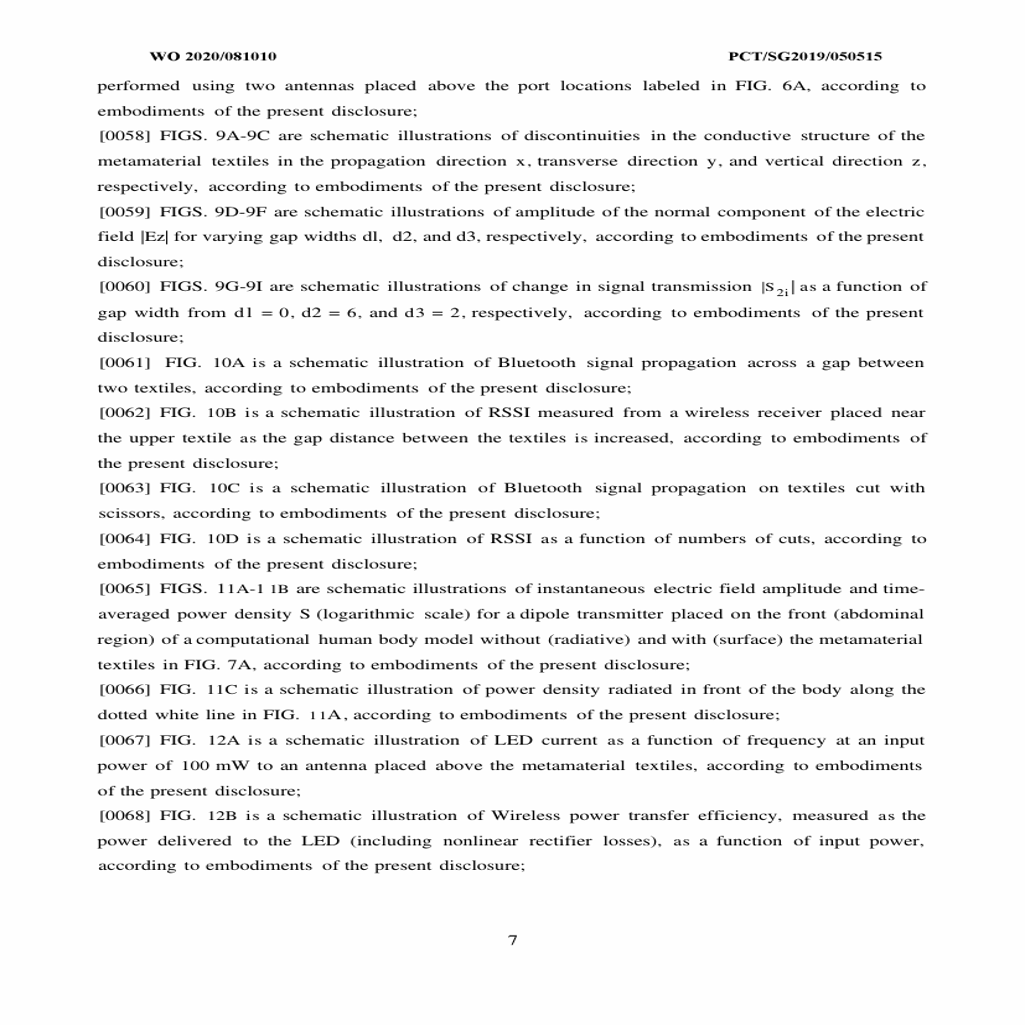 WO 2020/081010 PCT/SG2019/050515
performed using two antennas placed above the port locations labeled in FIG. 6A, according to
embodiments of the present disclosure;
[0058] FIGS. 9A-9C are schematic illustrations of discontinuities in the conductive structure of the
metamaterial textiles in the propagation direction x, transverse direction y, and vertical direction z,
respectively, according to embodiments of the present disclosure;
[0059] FIGS. 9D-9F are schematic illustrations of amplitude of the normal component of the electric
field |Ez| for varying gap widths dl, d2, and d3, respectively, according to embodiments of the present
disclosure;
[0060] FIGS. 9G-9I are schematic illustrations of change in signal transmission |S2i| as a function of
gap width from d1 = 0, d2 = 6, and d3 = 2, respectively, according to embodiments of the present
disclosure;
[0061] FIG. 10A is a schematic illustration of Bluetooth signal propagation across a gap between
two textiles, according to embodiments of the present disclosure;
[0062] FIG. 10B is a schematic illustration of RSSI measured from a wireless receiver placed near
the upper textile as the gap distance between the textiles is increased, according to embodiments of
the present disclosure;
[0063] FIG. 10C is a schematic illustration of Bluetooth signal propagation on textiles cut with
scissors, according to embodiments of the present disclosure;
[0064] FIG. 10D is a schematic illustration of RSSI as a function of numbers of cuts, according to
embodiments of the present disclosure;
[0065] FIGS. 11A-1 1B are schematic illustrations of instantaneous electric field amplitude and time-
averaged power density S (logarithmic scale) for a dipole transmitter placed on the front (abdominal
region) of a computational human body model without (radiative) and with (surface) the metamaterial
textiles in FIG. 7A, according to embodiments of the present disclosure;
[0066] FIG. 11C is a schematic illustration of power density radiated in front of the body along the
dotted white line in FIG. 11A, according to embodiments of the present disclosure;
[0067] FIG. 12A is a schematic illustration of LED current as a function of frequency at an input
power of 100 mW to an antenna placed above the metamaterial textiles, according to embodiments
of the present disclosure;
[0068] FIG. 12B is a schematic illustration of Wireless power transfer efficiency, measured as the
power delivered to the LED (including nonlinear rectifier losses), as a function of input power,
according to embodiments of the present disclosure;
7